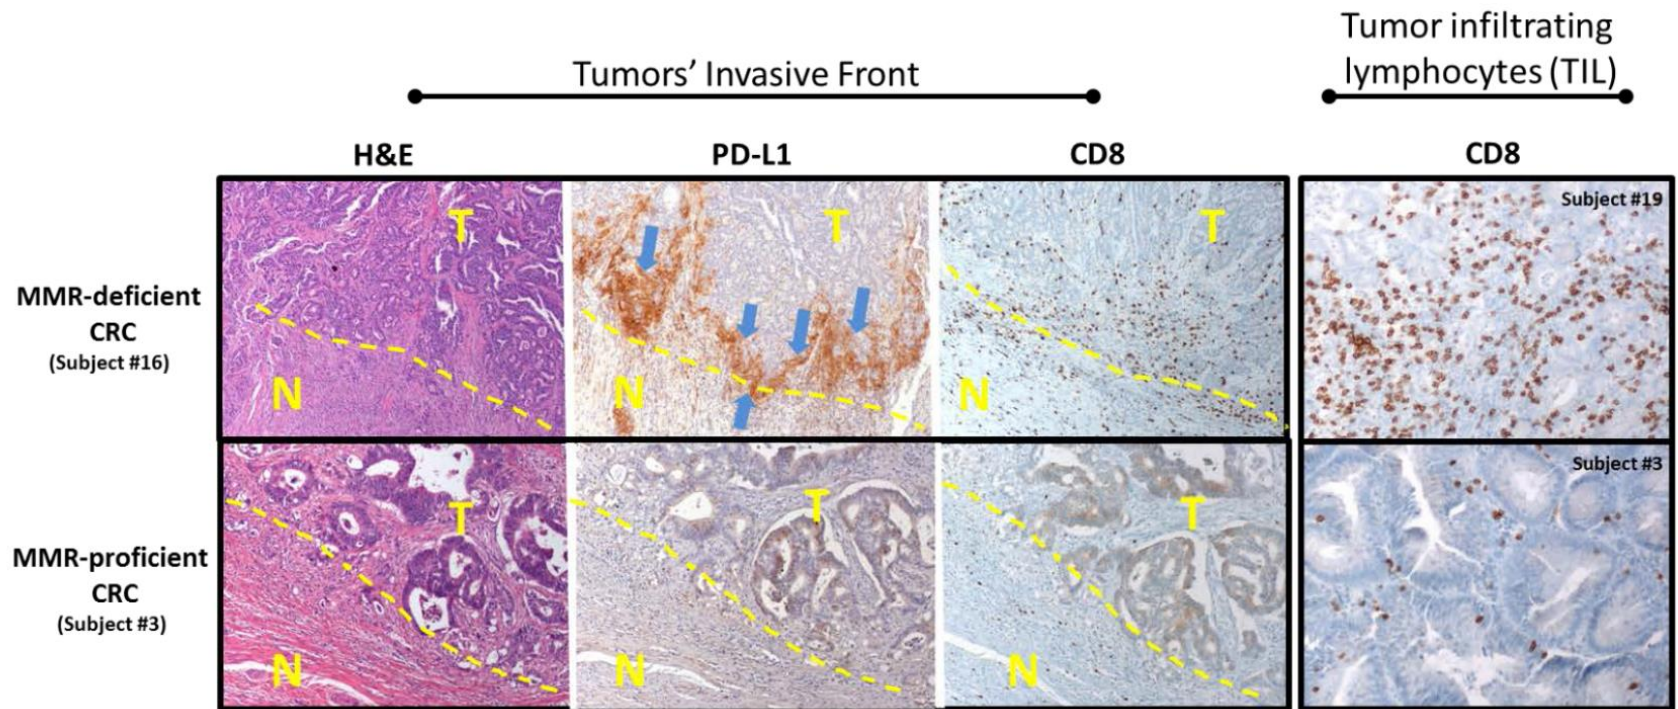 Tumors' Invasive Front
Tumor infiltrating
lymphocytes (TIL)
H&E
PD-L1
CD8
CD8
MMR-deficient
CRC
(Subject #16)
T
N
T
N
T
N
Subject #19
MMR-proficient
CRC
(Subject #3)
T
N
T
N
T
N
Subject #3